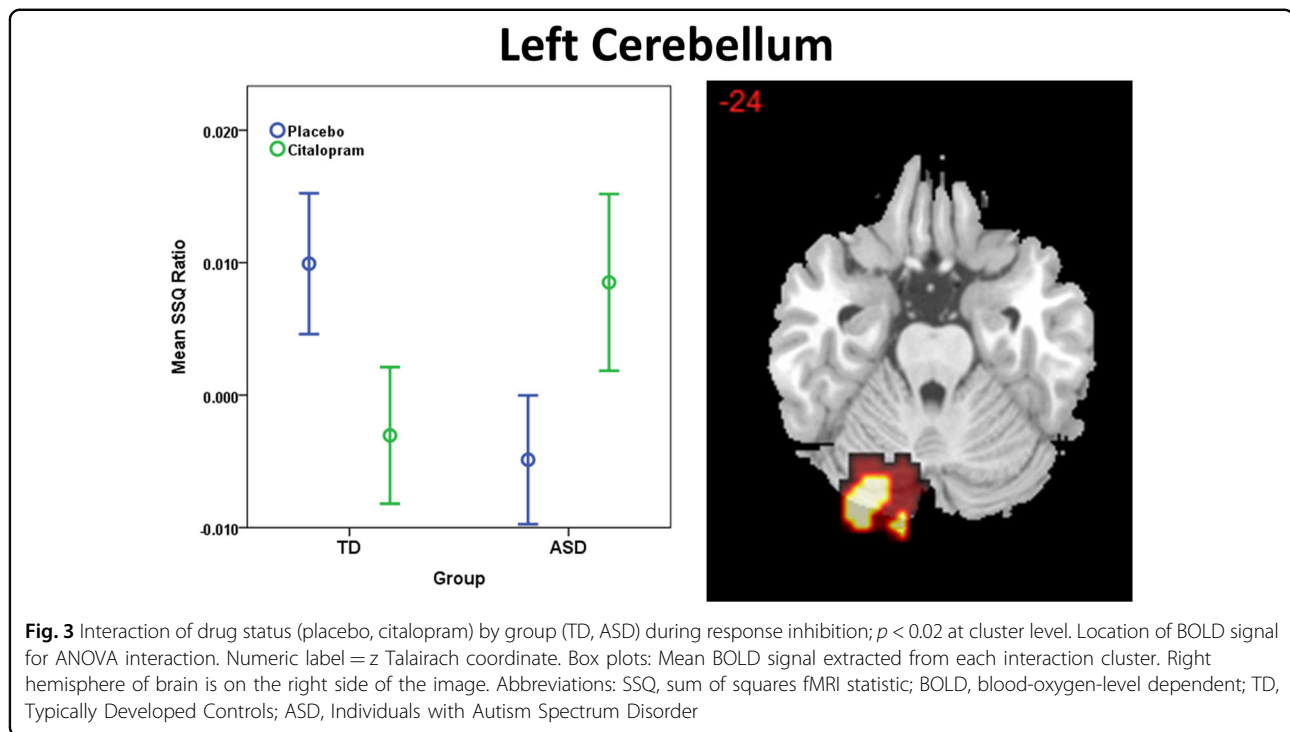 Left Cerebellum
0.020
0.010
0.000
-0.010
Mean SSQ Ratio
Placebo
Citalopram
TD
ASD
Group
-24
Fig. 3 Interaction of drug status (placebo, citalopram) by group (TD, ASD) during response inhibition; p < 0.02 at cluster level. Location of BOLD signal
for ANOVA interaction. Numeric label = z Talairach coordinate. Box plots: Mean BOLD signal extracted from each interaction cluster. Right
hemisphere of brain is on the right side of the image. Abbreviations: SSQ, sum of squares fMRI statistic; BOLD, blood-oxygen-level dependent; TD,
Typically Developed Controls; ASD, Individuals with Autism Spectrum Disorder